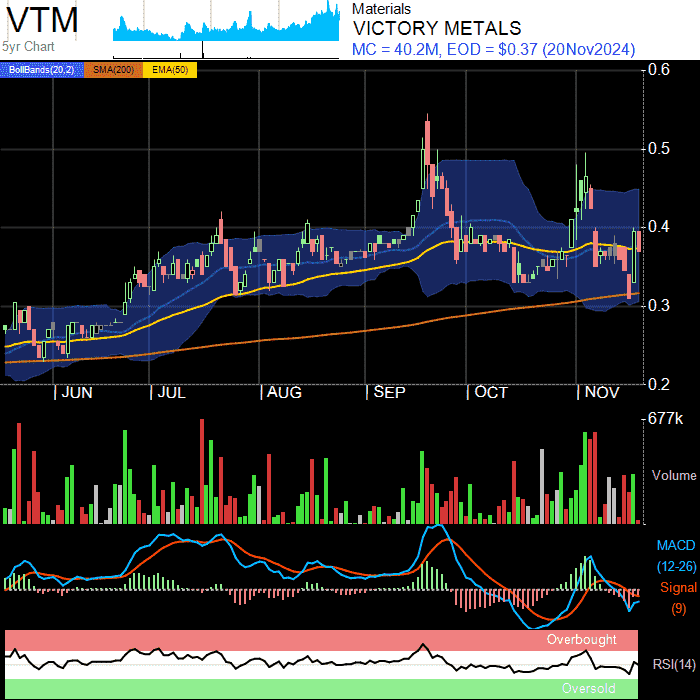 VTM
5yr Chart
Materials
VICTORY METALS
MC = 40.2M, EOD = $0.37 (20Nov2024)
BollBands(20,2) SMA(200) EMA(50)
0.6
0.5
0.4
0.3
0.2
JUN JUL AUG SEP OCT NOV
677k
Volume
MACD
(12-26)
Signal
(9)
Overbought
RSI(14)
Oversold